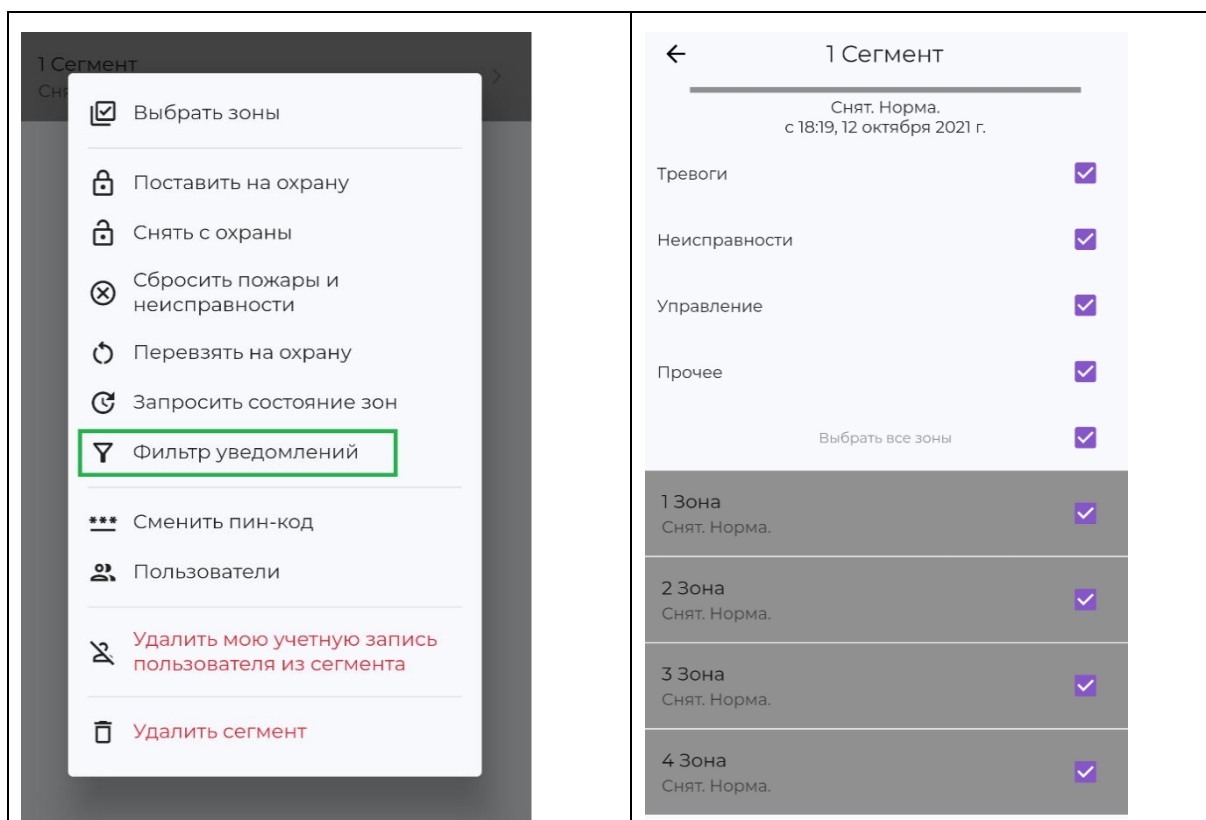 1 Сегмент
Сня
Выбрать зоны
Поставить на охрану
Снять с охраны
Сбросить пожары и
неисправности
Перевзять на охрану
Запросить состояние зон
Фильтр уведомлений
Сменить пин-код
Пользователи
Удалить мою учетную запись
пользователя из сегмента
Удалить сегмент
1 Сегмент
Снят. Норма.
с 18:19, 12 октября 2021 г.
Тревоги
Неисправности
Управление
Прочее
Выбрать все зоны
1 Зона
Снят. Норма.
2 Зона
Снят. Норма.
3 Зона
Снят. Норма.
4 Зона
Снят. Норма.